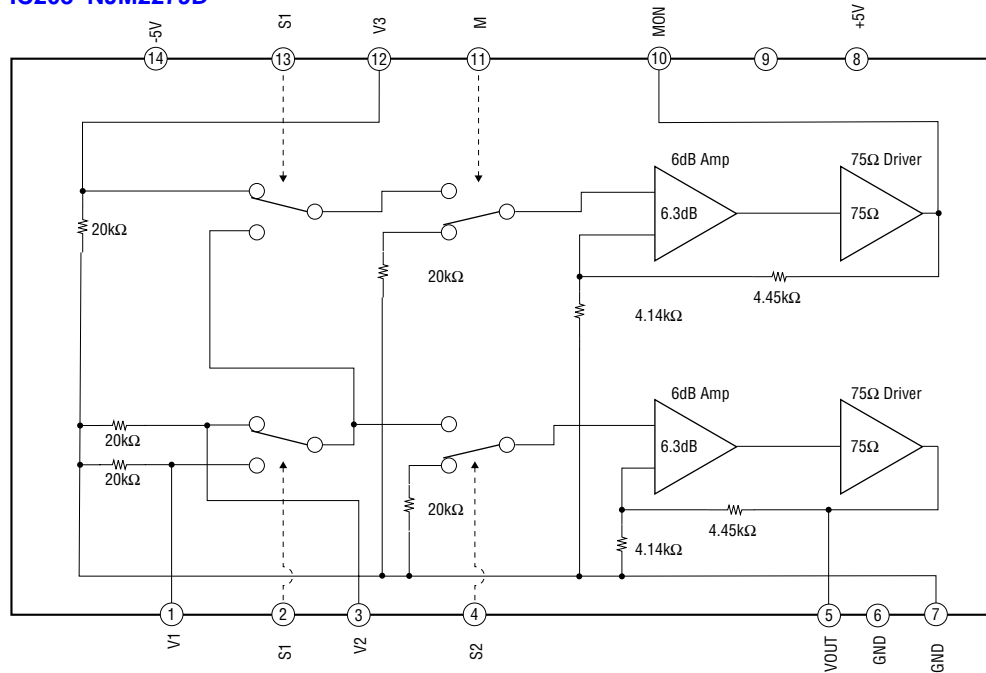 -5V
S1
V3
M
MON
+5V
14
13
12
11
10
9
8
6dB Amp
75Ω Driver
6.3dB
75Ω
20kΩ
20kΩ
4.45kΩ
4.14kΩ
6dB Amp
75Ω Driver
6.3dB
75Ω
20kΩ
20kΩ
20kΩ
4.45kΩ
4.14kΩ
1
2
3
4
5
6
7
V1
S1
V2
S2
VOUT
GND
GND